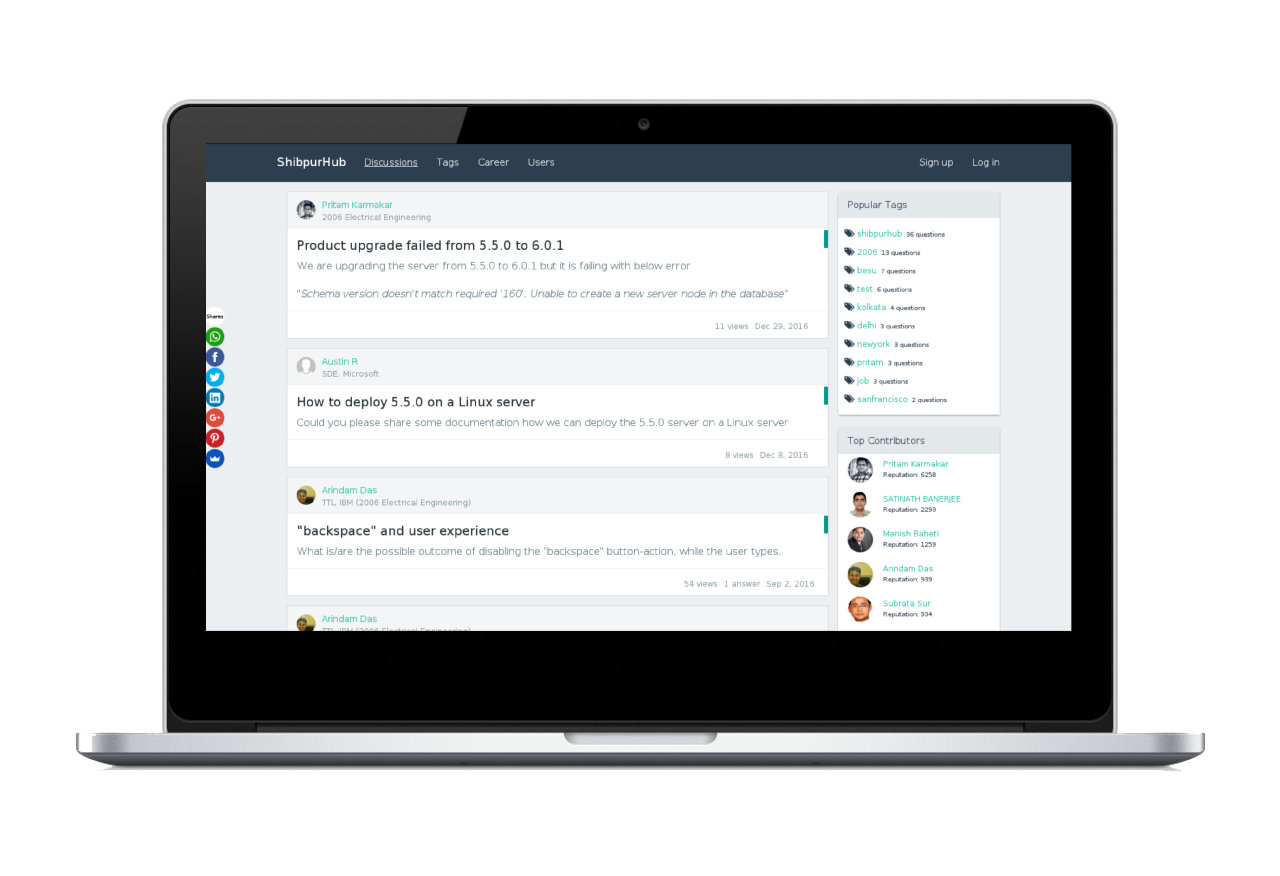 ShibpurHub Discussions Tags Career Users Sign up Log in
Pritam Karmakar
2006 Electrical Engineering
Product upgrade failed from 5.5.0 to 6.0.1
We are upgrading the server from 5.5.0 to 6.0.1 but it is failing with below error
"Schema version doesn't match required '160'. Unable to create a new server node in the database"
11 views Dec 29, 2016
Austin R
SDE, Microsoft
How to deploy 5.5.0 on a Linux server
Could you please share some documentation how we can deploy the 5.5.0 server on a Linux server
8 views Dec 8, 2016
Arindam Das
TTL, IBM (2006 Electrical Engineering)
"backspace" and user experience
What is/are the possible outcome of disabling the "backspace" button-action, while the user types.
54 views 1 answer Sep 2, 2016
Arindam Das
TTL, IBM (2006 Electrical Engineering)
Shares
Popular Tags
shibpurhub 36 questions
2006 13 questions
besu 7 questions
test 6 questions
kolkata 4 questions
delhi 3 questions
newyork 3 questions
pritam 3 questions
job 3 questions
sanfrancisco 2 questions
Top Contributors
Pritam Karmakar
Reputation: 6258
SATINATH BANERJEE
Reputation: 2293
Manish Baheti
Reputation: 1259
Arindam Das
Reputation: 939
Subrata Sur
Reputation: 934